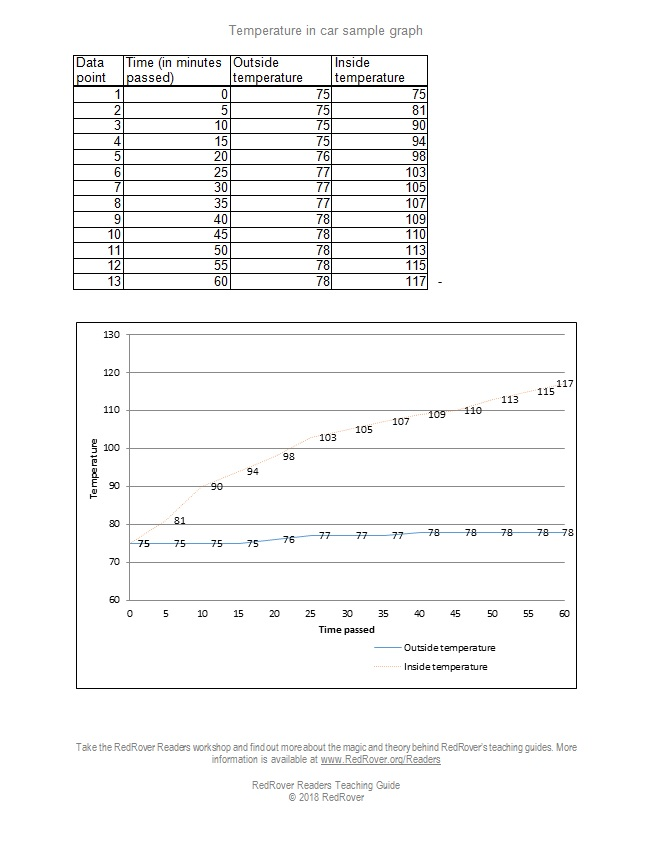 Temperature in car sample graph
Data Time (in minutes Outside Inside
point passed) temperature temperature
1 0 75 75
2 5 75 81
3 10 75 90
4 15 75 94
5 20 76 98
6 25 77 103
7 30 77 105
8 35 77 107
9 40 78 109
10 45 78 110
11 50 78 113
12 55 78 115
13 60 78 117 -
130
120
110
100
90
80
70
60
Temperature
75 81 90 94 98 103 105 107 109 110 113 115 117
75 75 75 76 77 77 77 78 78 78 78 78
0 5 10 15 20 25 30 35 40 45 50 55 60
Time passed
Outside temperature
Inside temperature
Take the RedRover Readers workshop and find out more about the magic and theory behind RedRover's teaching guides. More
information is available at www.RedRover.org/Readers
RedRover Readers Teaching Guide
© 2018 RedRover